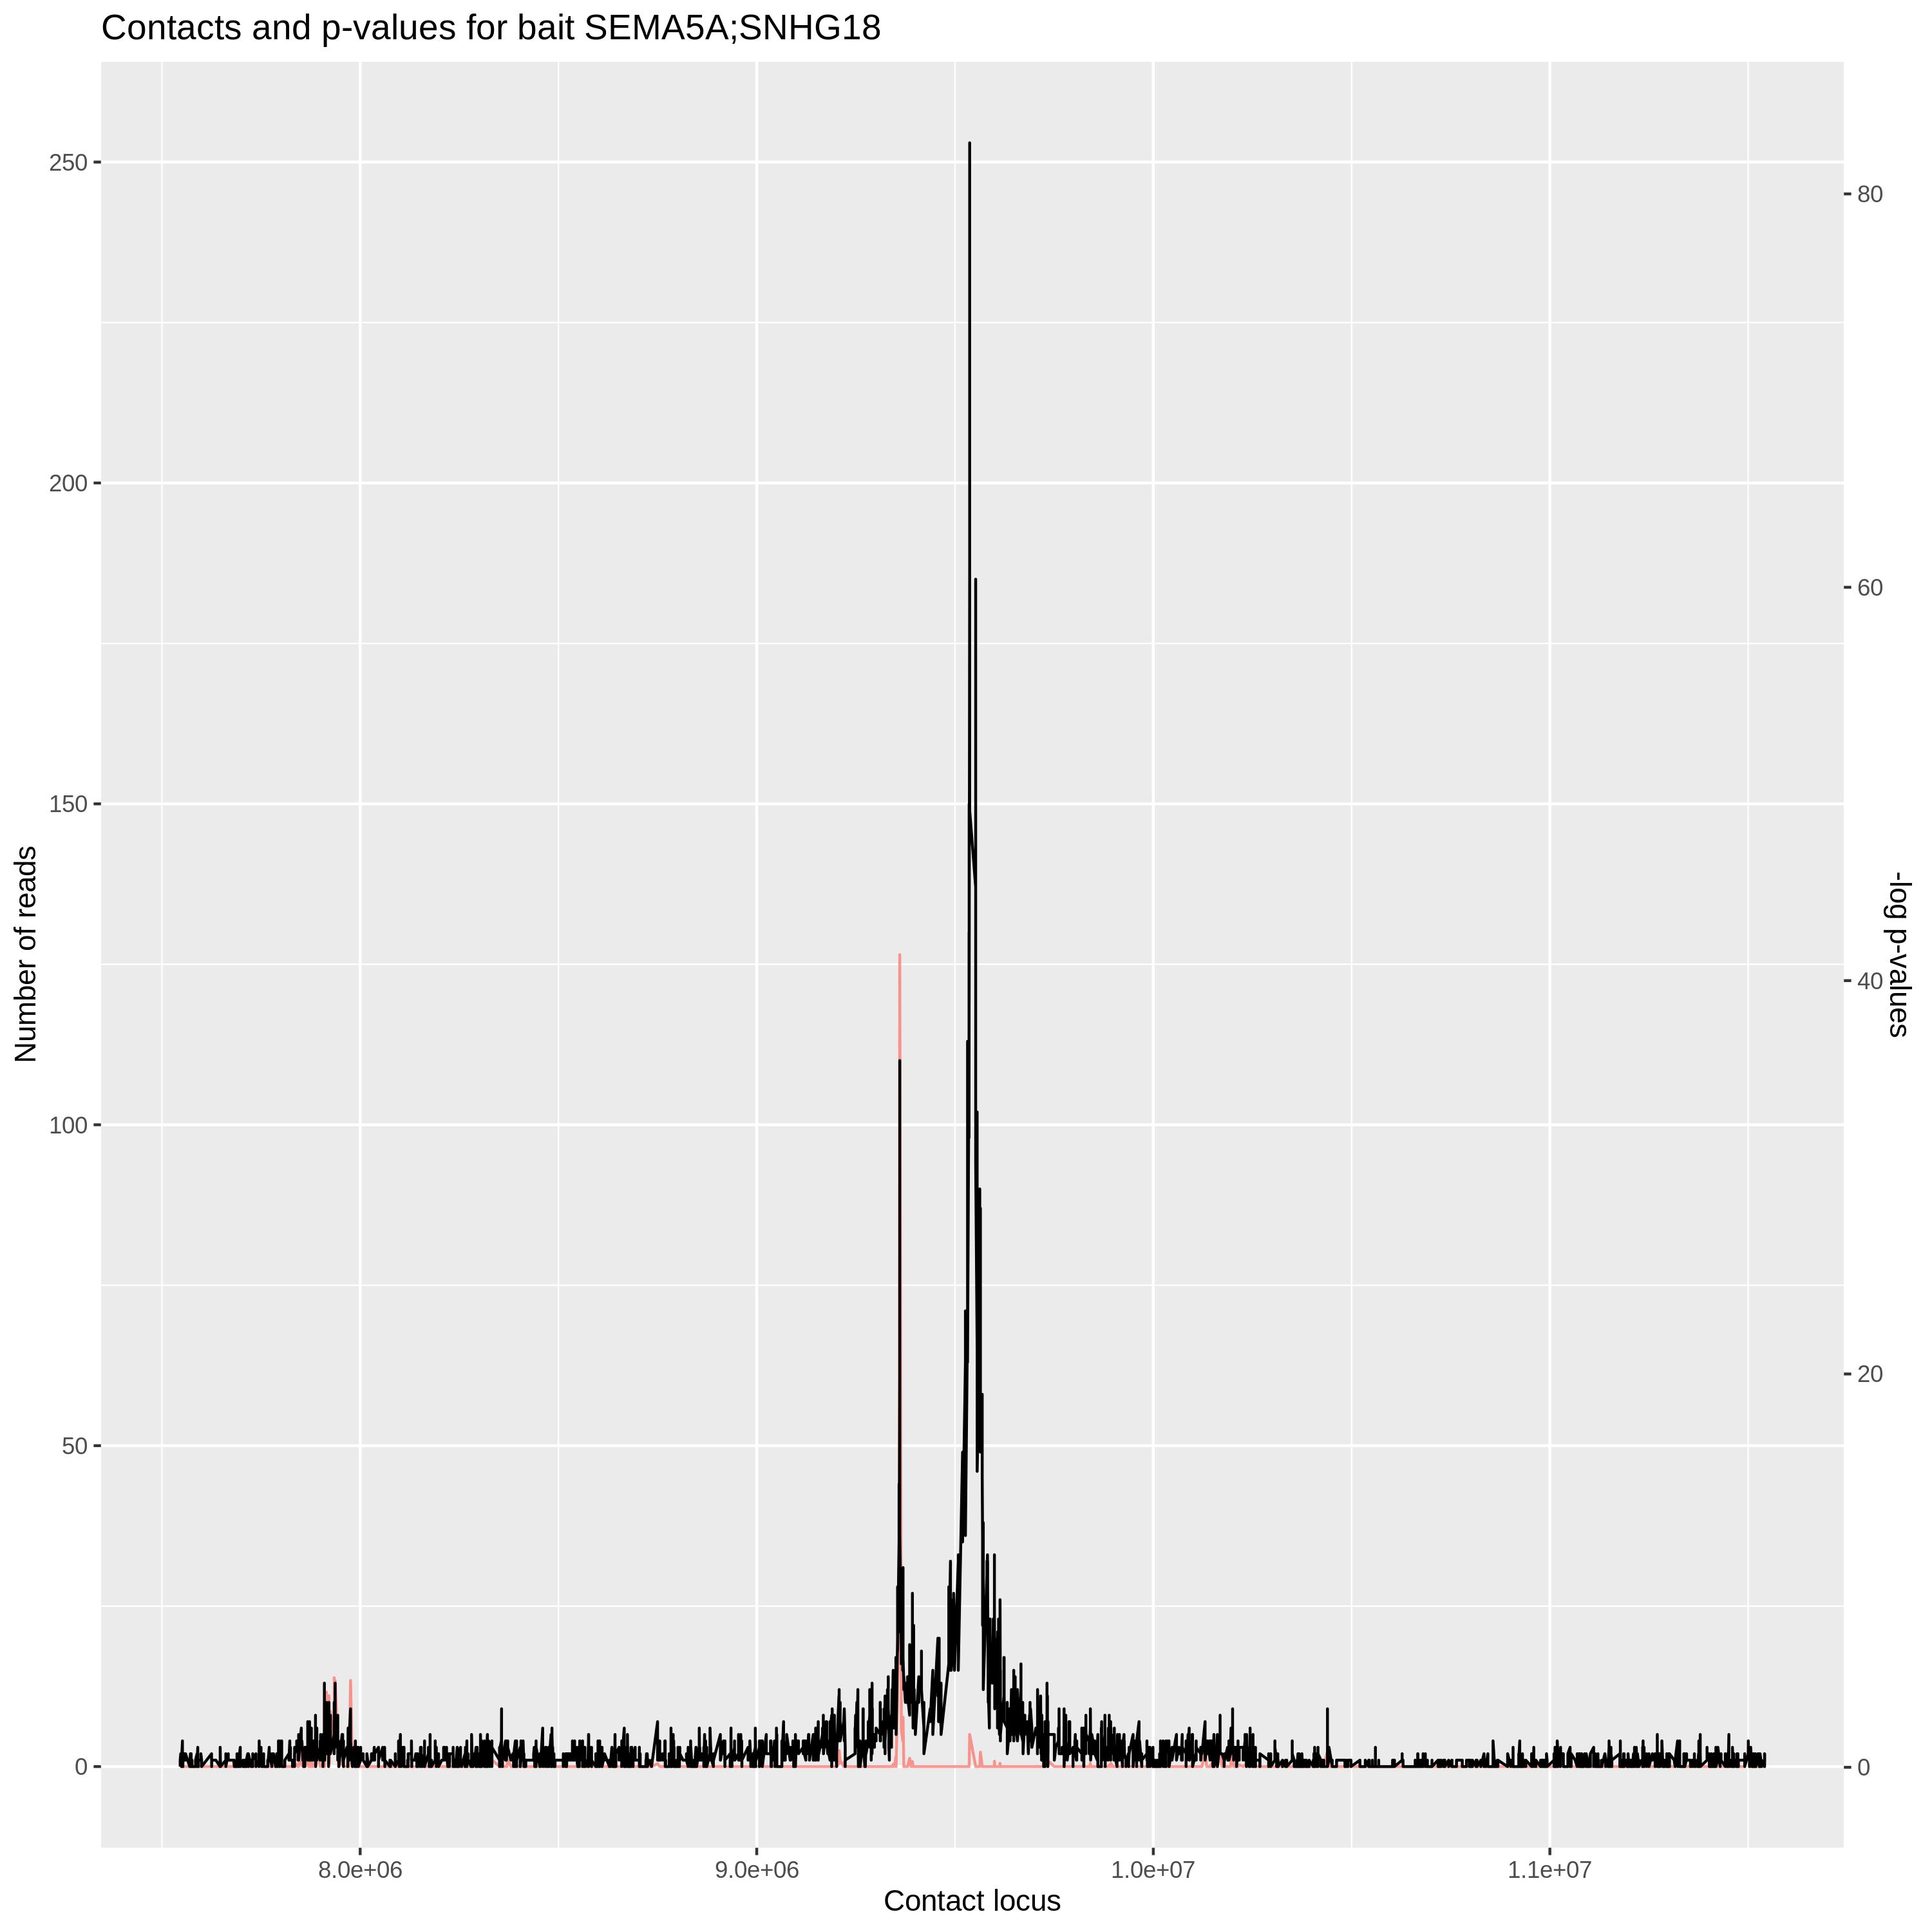 Contacts and p-values for bait SEMA5A;SNHG18
250
200
150
100
50
0
Number of reads
80
60
40
20
0
-log p-values
8.0e+06
9.0e+06
1.0e+07
1.1e+07
Contact locus